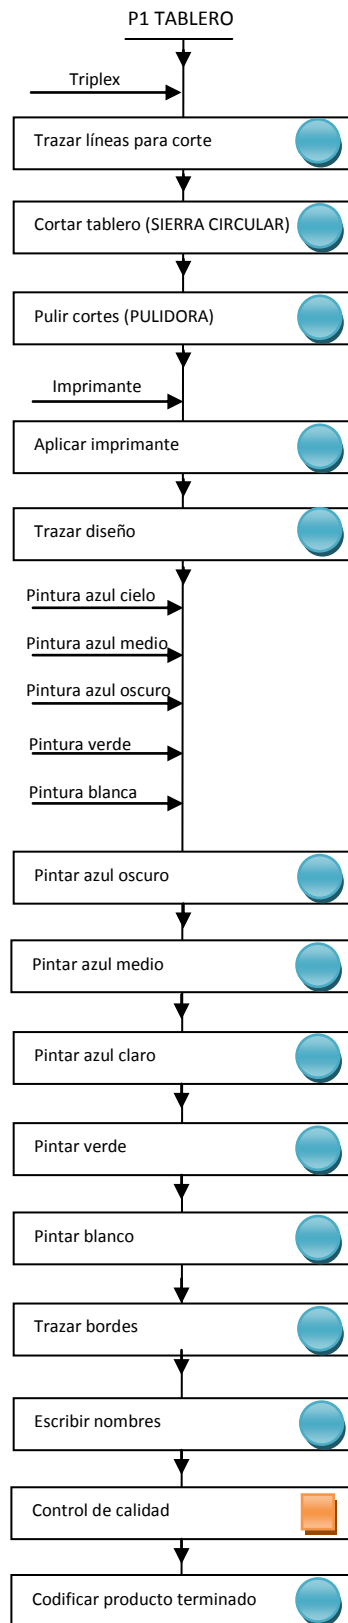 P1 TABLERO
Triplex
Trazar líneas para corte
Cortar tablero (SIERRA CIRCULAR)
Pulir cortes (PULIDORA)
Imprimante
Aplicar imprimante
Trazar diseño
Pintura azul cielo
Pintura azul medio
Pintura azul oscuro
Pintura verde
Pintura blanca
Pintar azul oscuro
Pintar azul medio
Pintar azul claro
Pintar verde
Pintar blanco
Trazar bordes
Escribir nombres
Control de calidad
Codificar producto terminado